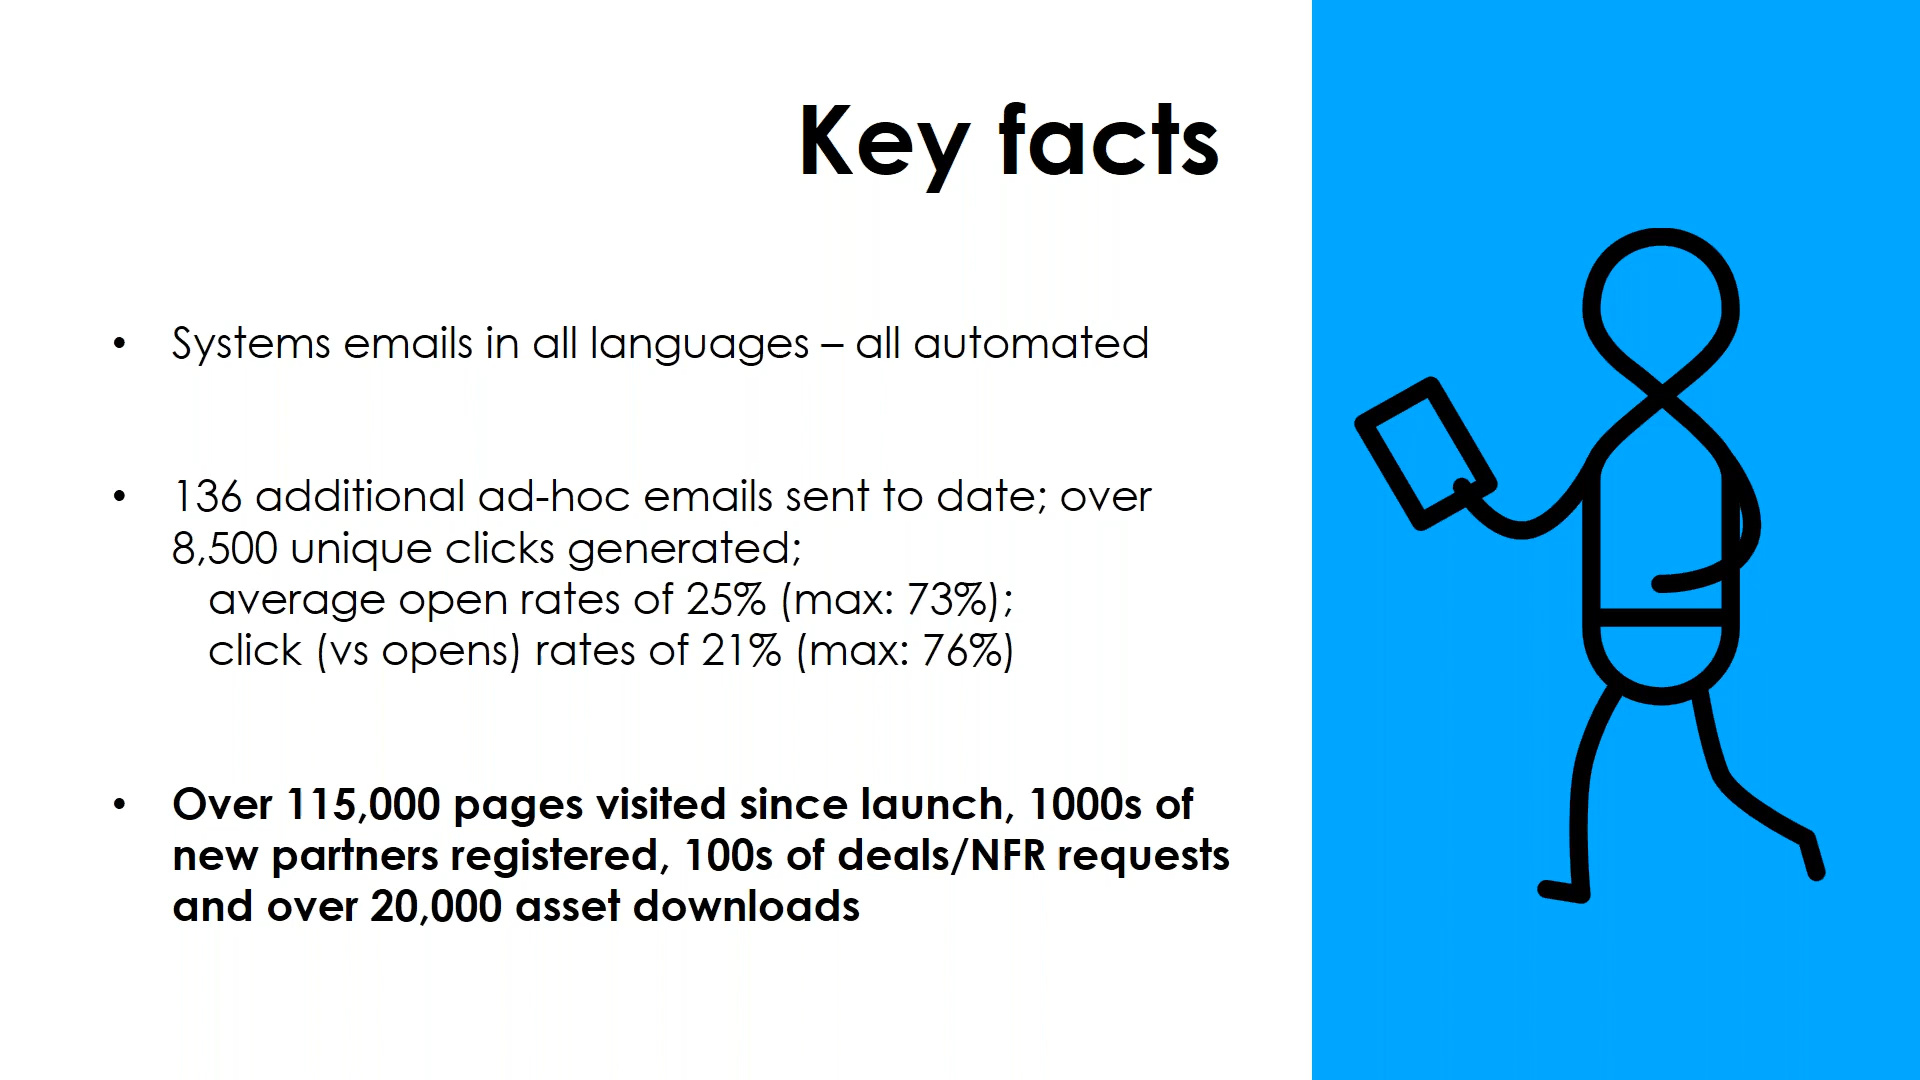 Key facts
• Systems emails in all languages – all automated
• 136 additional ad-hoc emails sent to date; over
8,500 unique clicks generated;
average open rates of 25% (max: 73%);
click (vs opens) rates of 21% (max: 76%)
• Over 115,000 pages visited since launch, 1000s of
new partners registered, 100s of deals/NFR requests
and over 20,000 asset downloads